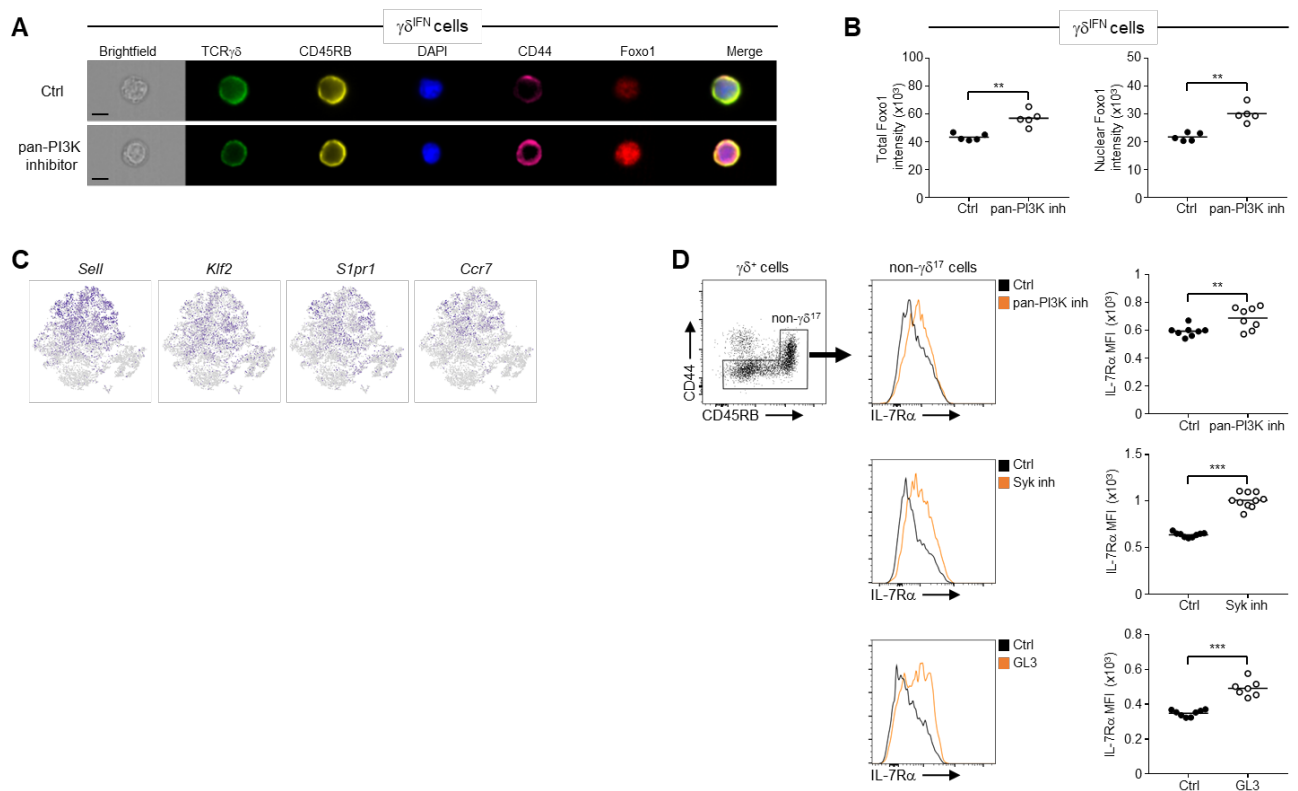 A
γδIFN cells
Brightfield TCRγδ CD45RB DAPI CD44 Foxo1 Merge
Ctrl
pan-PI3K
inhibitor
B
γδIFN cells
Total Foxo1
intensity (x10³)
100
80
60
40
20
0
**
Ctrl pan-PI3K inh
Nuclear Foxo1
intensity (x10³)
50
40
30
20
10
0
**
Ctrl pan-PI3K inh
C
Sell Klf2 S1pr1 Ccr7
D
γδ⁺ cells
non-γδ¹⁷
CD44
CD45RB
non-γδ¹⁷ cells
Ctrl
pan-PI3K inh
IL-7Rα
IL-7Rα MFI (x10³)
1
0.8
0.6
0.4
0.2
0
**
Ctrl pan-PI3K inh
Ctrl
Syk inh
IL-7Rα
IL-7Rα MFI (x10³)
1.5
1
0.5
0
***
Ctrl Syk inh
Ctrl
GL3
IL-7Rα
IL-7Rα MFI (x10³)
0.8
0.6
0.4
0.2
0
***
Ctrl GL3